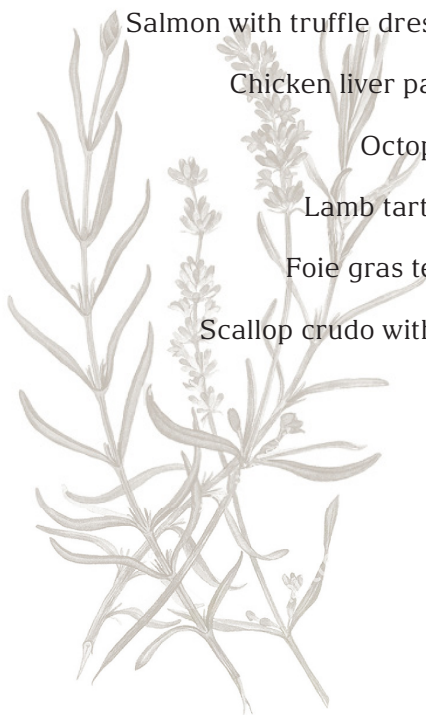 Salmon with truffle dres
Chicken liver pa
Octop
Lamb tart
Foie gras te
Scallop crudo with